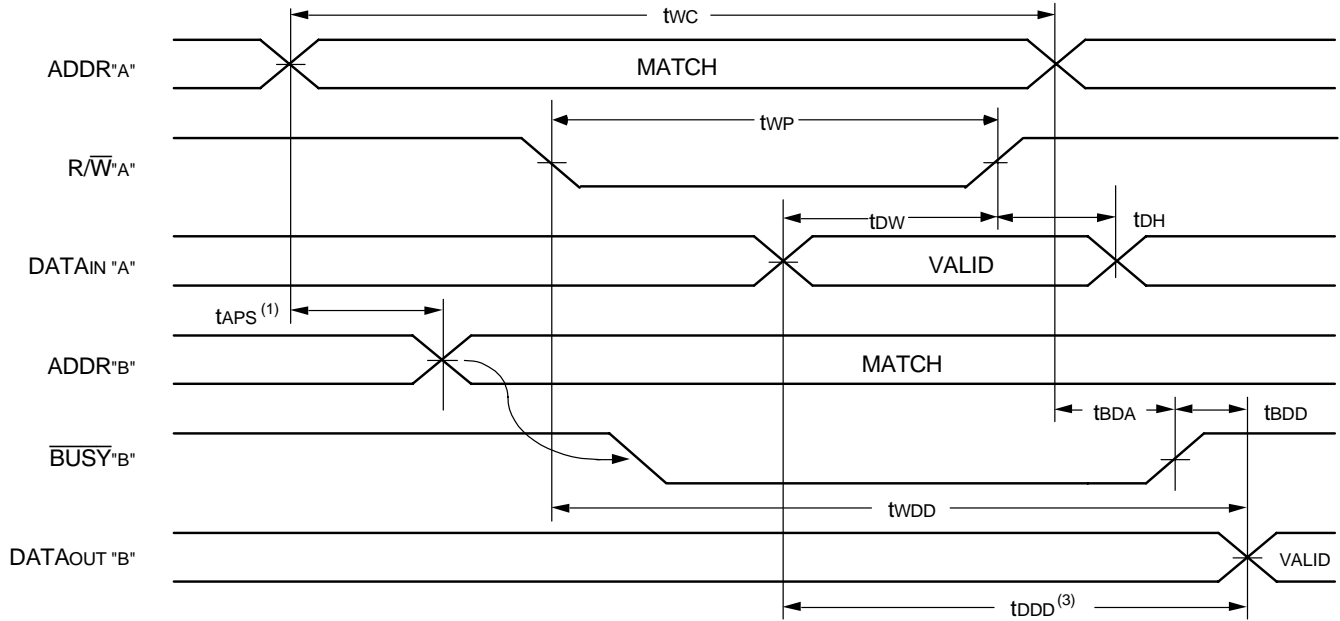 tWC
ADDR"A"
MATCH
tWP
R/W̅"A"
tDW
tDH
DATAIN "A"
VALID
tAPS (1)
ADDR"B"
MATCH
tBDA
tBDD
B̅U̅S̅Y̅"B"
tWDD
DATAOUT "B"
VALID
tDDD (3)